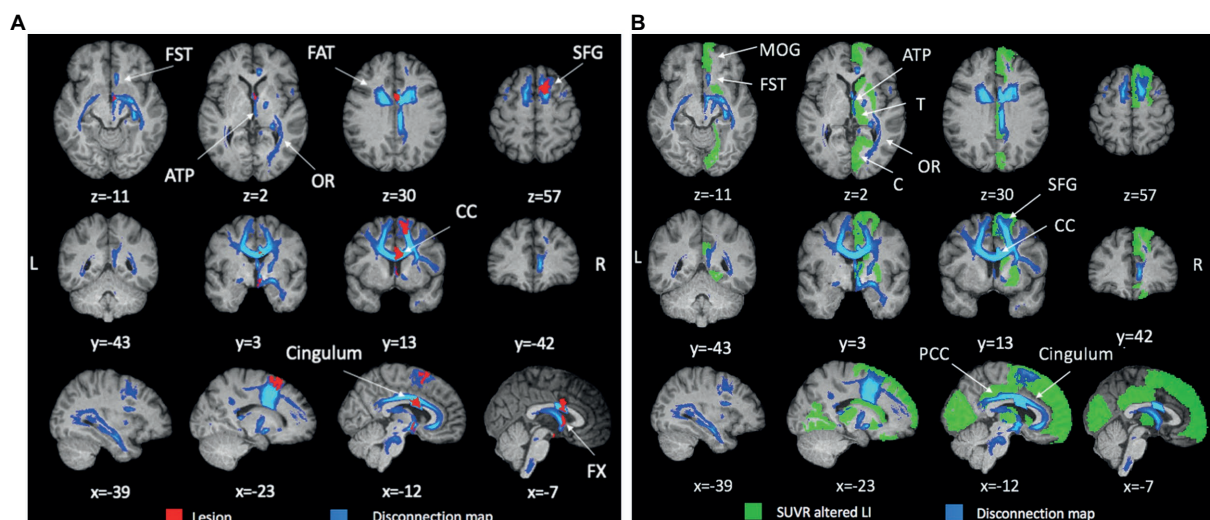 A
B
FST
FAT
SFG
ATP
OR
z=-11
z=2
z=30
z=57
CC
L
R
y=-43
y=3
y=13
y=-42
Cingulum
FX
x=-39
x=-23
x=-12
x=-7
Lesion
Disconnection map
MOG
FST
ATP
T
OR
C
z=-11
z=2
z=30
z=57
SFG
CC
L
R
y=-43
y=3
y=13
y=42
PCC
Cingulum
x=-39
x=-23
x=-12
x=-7
SUVR altered LI
Disconnection map